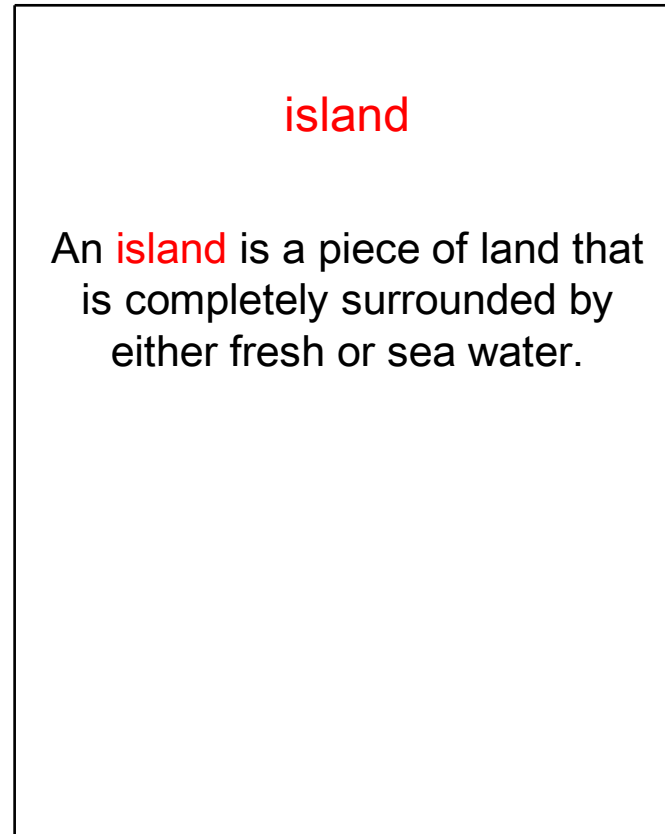 island
An island is a piece of land that
is completely surrounded by
either fresh or sea water.